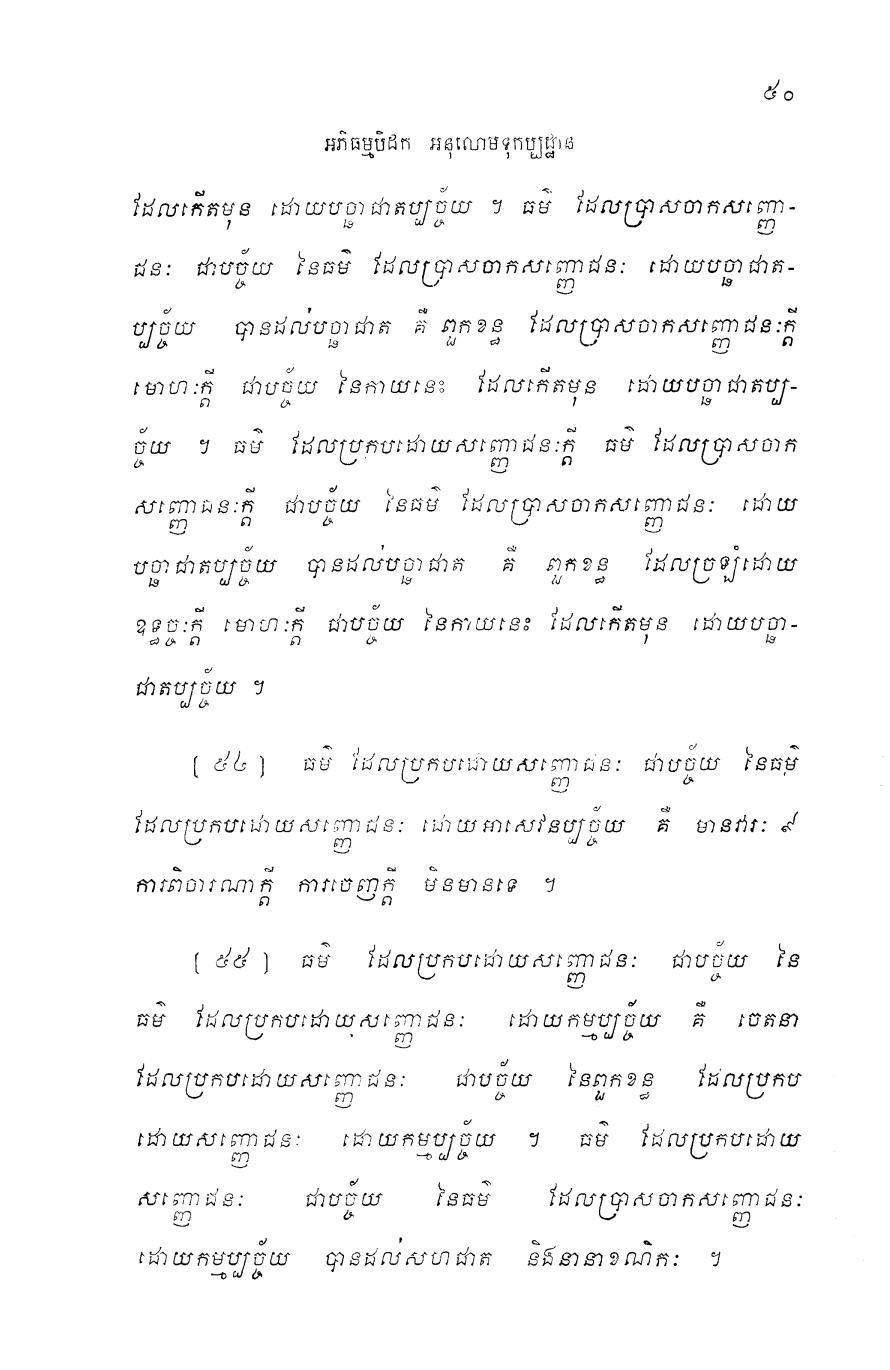 ៥០
អភិធម្មបិដក អនុលោមទុកប្បដ្ឋាន
ដែលកើតមុន ដោយបច្ឆាជាតប្បច្ច័យ ។ ធម៌ ដែលប្រាសចាកសញ្ញោ-
ជនៈ ជាបច្ច័យ នៃធម៌ ដែលប្រាសចាកសញ្ញោជនៈ ដោយបច្ឆាជាត-
ប្បច្ច័យ បានដល់បច្ឆាជាត គឺ ពួកខន្ធ ដែលប្រាសចាកសញ្ញោជនៈក្តី
មោហៈក្តី ជាបច្ច័យ នៃកាយនេះ ដែលកើតមុន ដោយបច្ឆាជាតប្ប-
ច្ច័យ ។ ធម៌ ដែលប្រកបដោយសញ្ញោជនៈក្តី ធម៌ ដែលប្រាសចាក
សញ្ញោជនៈក្តី ជាបច្ច័យ នៃធម៌ ដែលប្រាសចាកសញ្ញោជនៈ ដោយ
បច្ឆាជាតប្បច្ច័យ បានដល់បច្ឆាជាត គឺ ពួកខន្ធ ដែលច្រឡំដោយ
ឧទ្ធច្ចៈក្តី មោហៈក្តី ជាបច្ច័យ នៃកាយនេះ ដែលកើតមុន ដោយបច្ឆា-
ជាតប្បច្ច័យ ។
[ ៥៤ ] ធម៌ ដែលប្រកបដោយសញ្ញោជនៈ ជាបច្ច័យ នៃធម៌
ដែលប្រកបដោយសញ្ញោជនៈ ដោយអាសេវនប្បច្ច័យ គឺ មានវារៈ ៩
ការពិចារណាក្តី ការចេញក្តី មិនមានទេ ។
[ ៥៥ ] ធម៌ ដែលប្រកបដោយសញ្ញោជនៈ ជាបច្ច័យ នៃ
ធម៌ ដែលប្រកបដោយសញ្ញោជនៈ ដោយកម្មប្បច្ច័យ គឺ ចេតនា
ដែលប្រកបដោយសញ្ញោជនៈ ជាបច្ច័យ នៃពួកខន្ធ ដែលប្រកប
ដោយសញ្ញោជនៈ ដោយកម្មប្បច្ច័យ ។ ធម៌ ដែលប្រកបដោយ
សញ្ញោជនៈ ជាបច្ច័យ នៃធម៌ ដែលប្រាសចាកសញ្ញោជនៈ
ដោយកម្មប្បច្ច័យ បានដល់សហជាត និងនានាខណិកៈ ។